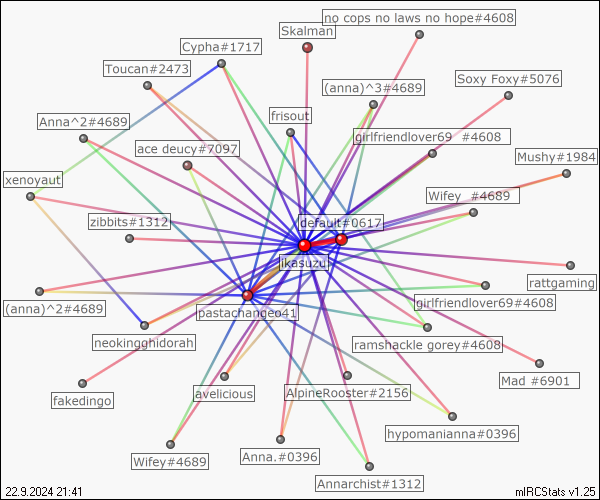 no cops no laws no hope#4608
Skalman
Cypha#1717
Toucan#2473
Soxy Foxy#5076
(anna)^3#4689
frisout
Anna^2#4689
girlfriendlover69 #4608
ace deucy#7097
Mushy#1984
xenoyaut
Wifey #4689
default#0617
zibbits#1312
jikasuzu
rattgaming
(anna)^2#4689
girlfriendlover69#4608
pastachangeo41
neokingghidorah
ramshackle gorey#4608
Mad #6901
fakedingo
avelicious
AlpineRooster#2156
hypomanianna#0396
Anna.#0396
Wifey#4689
Annarchist#1312
22.9.2024 21:41
mIRCStats v1.25